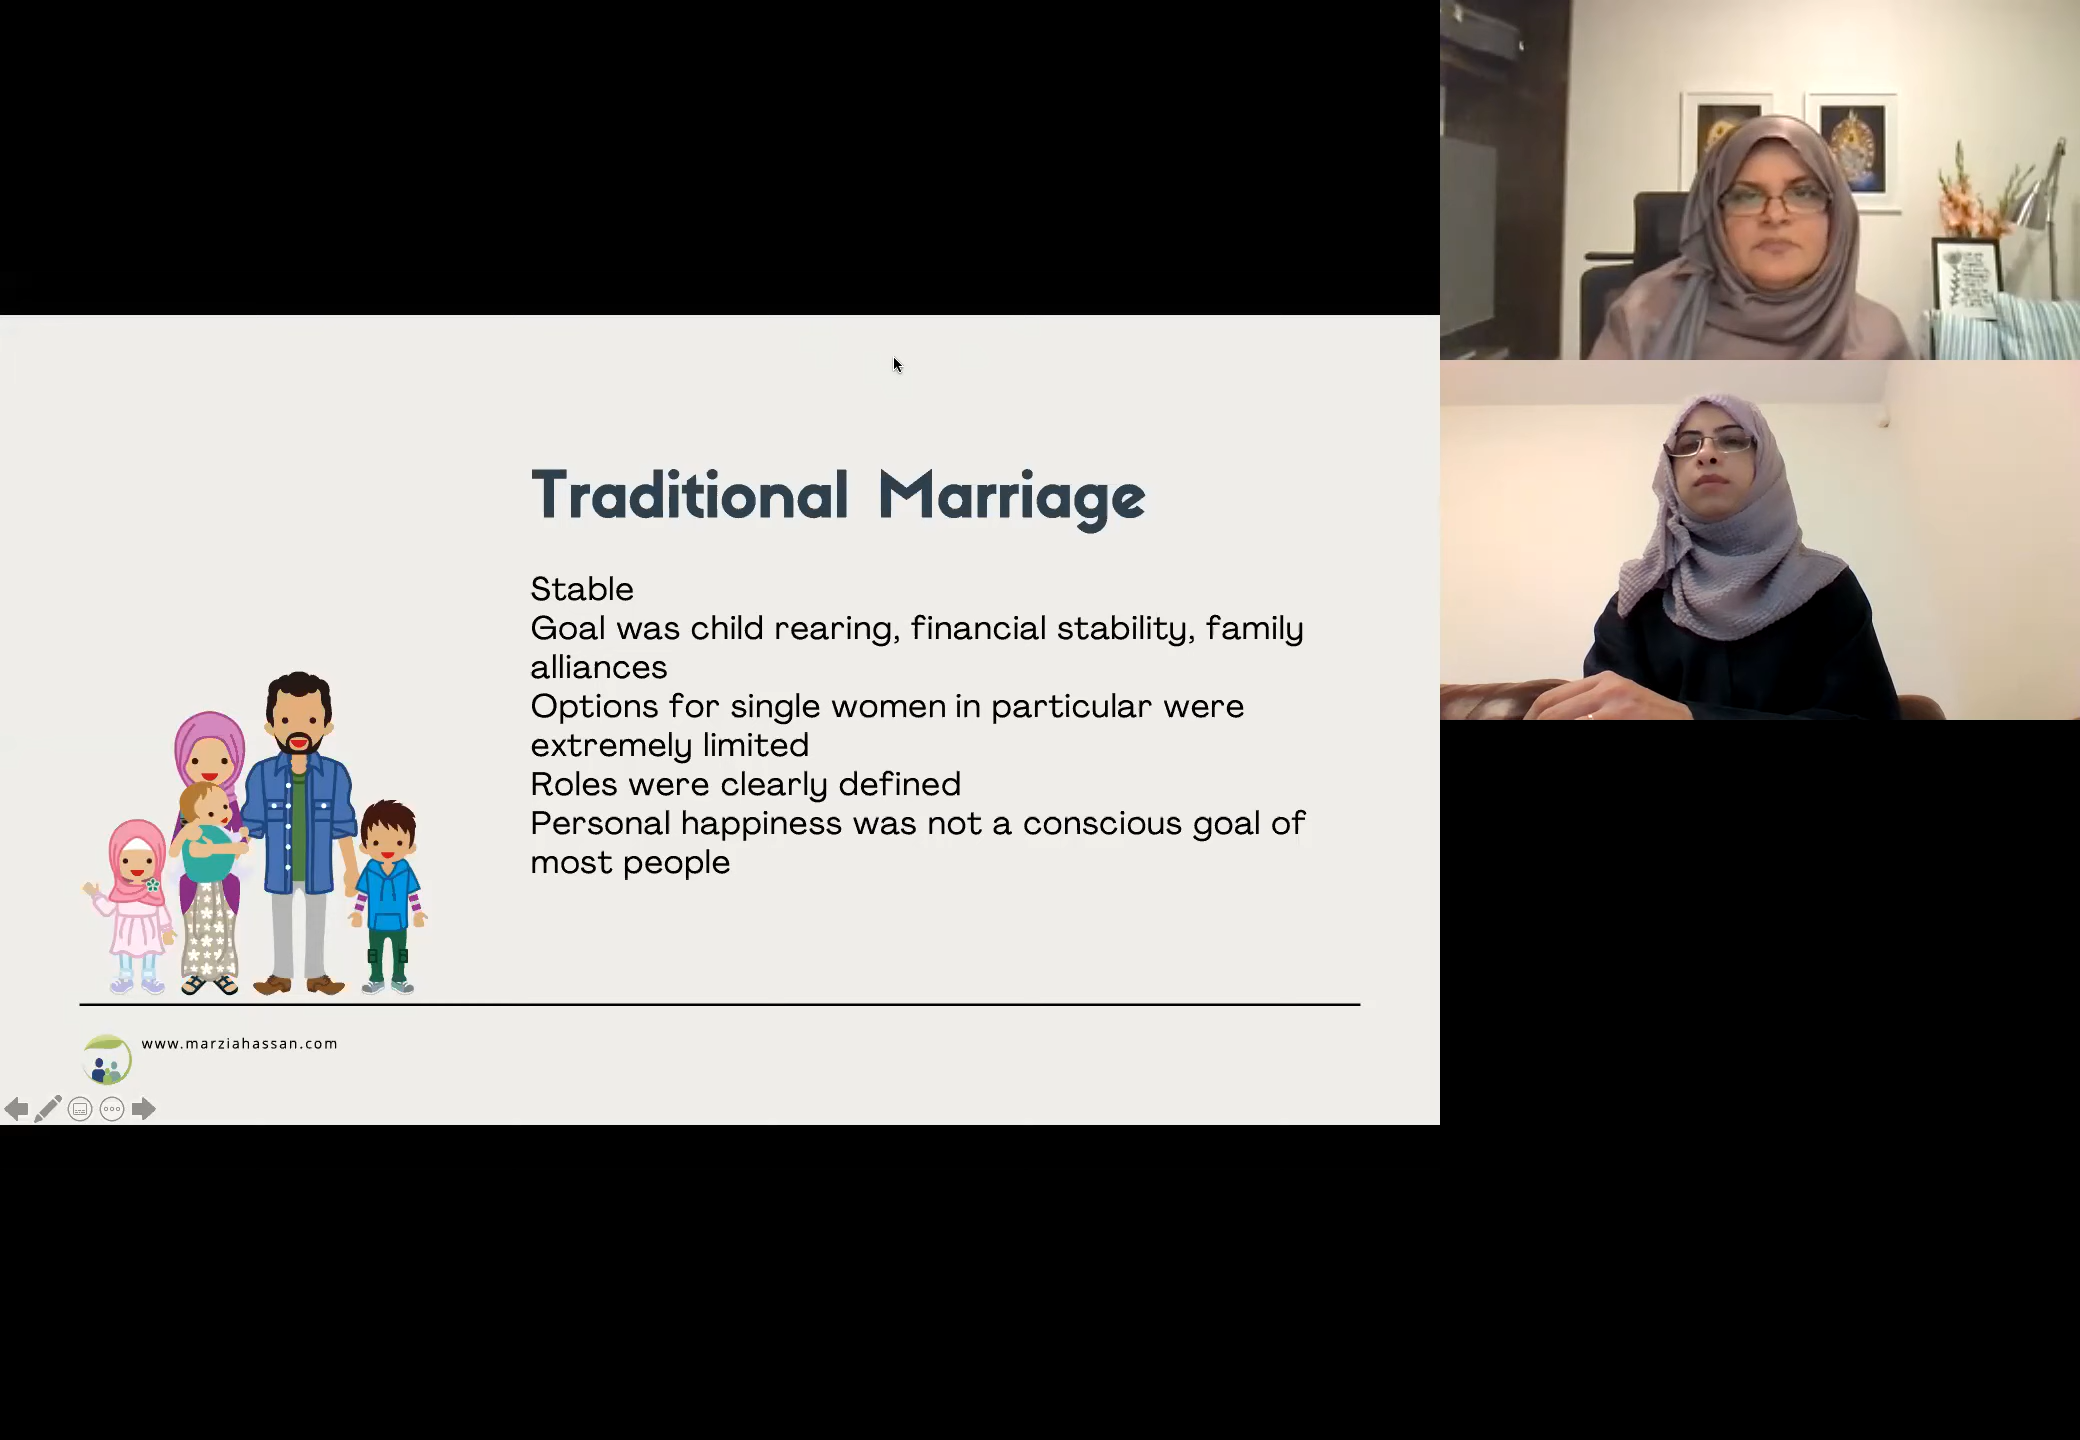 Traditional Marriage
Stable
Goal was child rearing, financial stability, family
alliances
Options for single women in particular were
extremely limited
Roles were clearly defined
Personal happiness was not a conscious goal of
most people
www.marziahassan.com